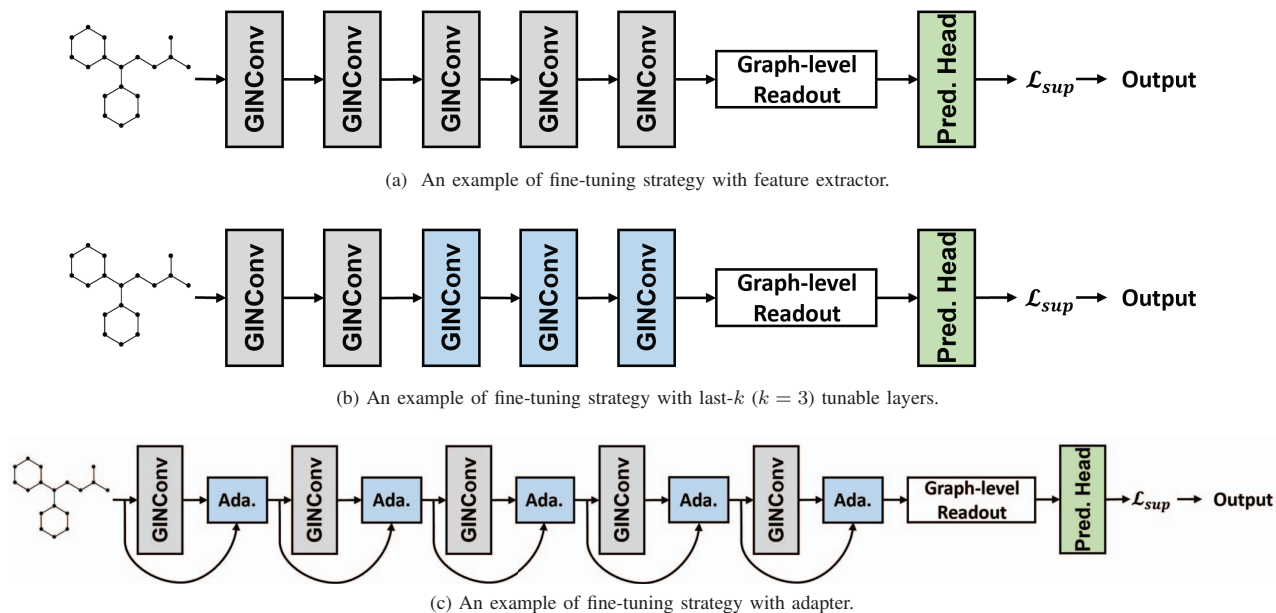 GINConv GINConv GINConv GINConv GINConv Graph-level Readout Pred. Head ℒ_sup Output
(a) An example of fine-tuning strategy with feature extractor.
GINConv GINConv GINConv GINConv GINConv Graph-level Readout Pred. Head ℒ_sup Output
(b) An example of fine-tuning strategy with last-k (k = 3) tunable layers.
GINConv Ada. GINConv Ada. GINConv Ada. GINConv Ada. GINConv Ada. Graph-level Readout Pred. Head ℒ_sup Output
(c) An example of fine-tuning strategy with adapter.